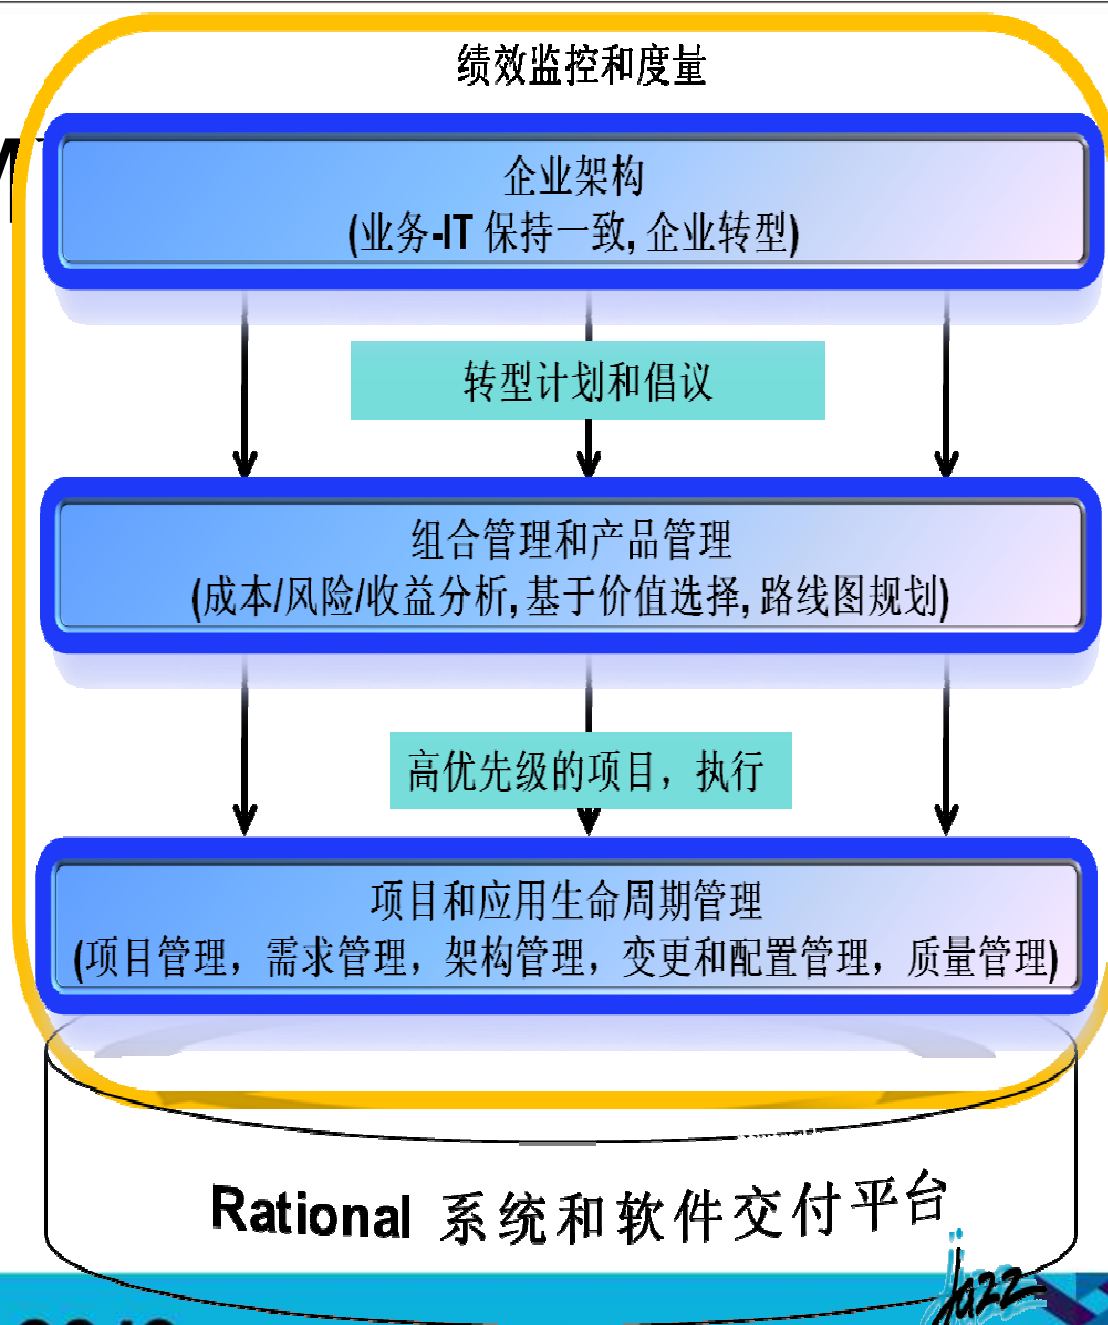 绩效监控和度量
企业架构
(业务-IT 保持一致, 企业转型)
转型计划和倡议
组合管理和产品管理
(成本/风险/收益分析, 基于价值选择, 路线图规划)
高优先级的项目，执行
项目和应用生命周期管理
(项目管理，需求管理，架构管理，变更和配置管理，质量管理)
Rational 系统和软件交付平台
jazz